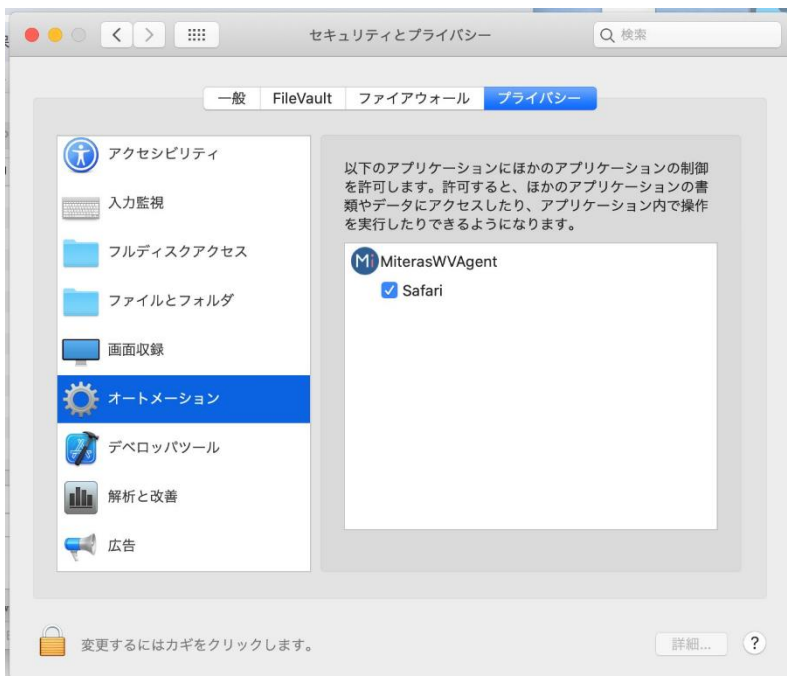 セキュリティとプライバシー
検索
一般
FileVault
ファイアウォール
プライバシー
アクセシビリティ
入力監視
フルディスクアクセス
ファイルとフォルダ
画面収録
オートメーション
デベロッパツール
解析と改善
広告
以下のアプリケーションにほかのアプリケーションの制御
を許可します。許可すると、ほかのアプリケーションの書
類やデータにアクセスしたり、アプリケーション内で操作
を実行したりできるようになります。
Mi MiterasWVAgent
Safari
変更するにはカギをクリックします。
詳細...
?